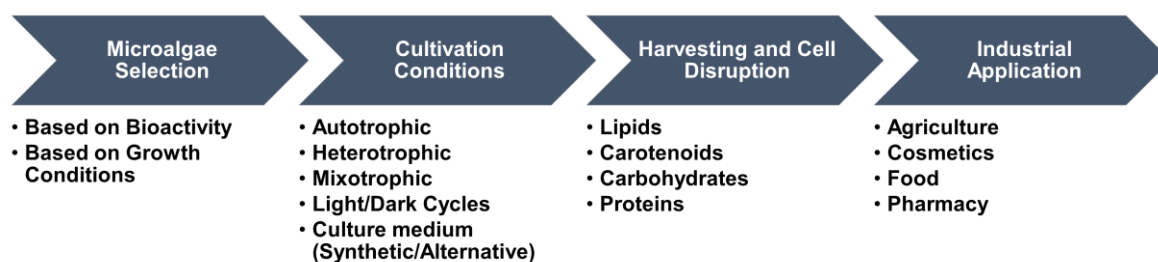 Microalgae
Selection
• Based on Bioactivity
• Based on Growth
Conditions
Cultivation
Conditions
• Autotrophic
• Heterotrophic
• Mixotrophic
• Light/Dark Cycles
• Culture medium
(Synthetic/Alternative)
Harvesting and Cell
Disruption
• Lipids
• Carotenoids
• Carbohydrates
• Proteins
Industrial
Application
• Agriculture
• Cosmetics
• Food
• Pharmacy